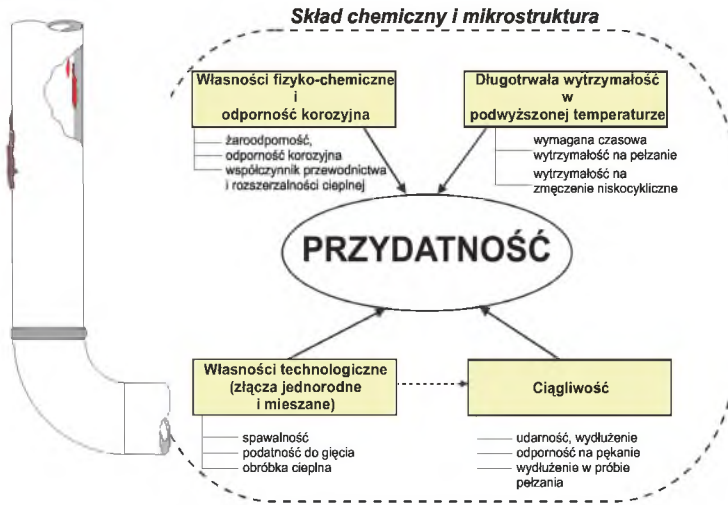 Skład chemiczny i mikrostruktura
Własności fizyko-chemiczne
i
odporność korozyjna
żaroodporność,
odporność korozyjna
współczynnik przewodnictwa
i rozszerzalności cieplnej
Długotrwała wytrzymałość
w
podwyższonej temperaturze
wymagana czasowa
wytrzymałość na pełzanie
wytrzymałość na
zmęczenie niskocykliczne
PRZYDATNOŚĆ
Własności technologiczne
(złącza jednorodne
i mieszane)
spawalność
podatność do gięcia
obróbka cieplna
Ciągliwość
udarność, wydłużenie
odporność na pękanie
wydłużenie w próbie
pełzania